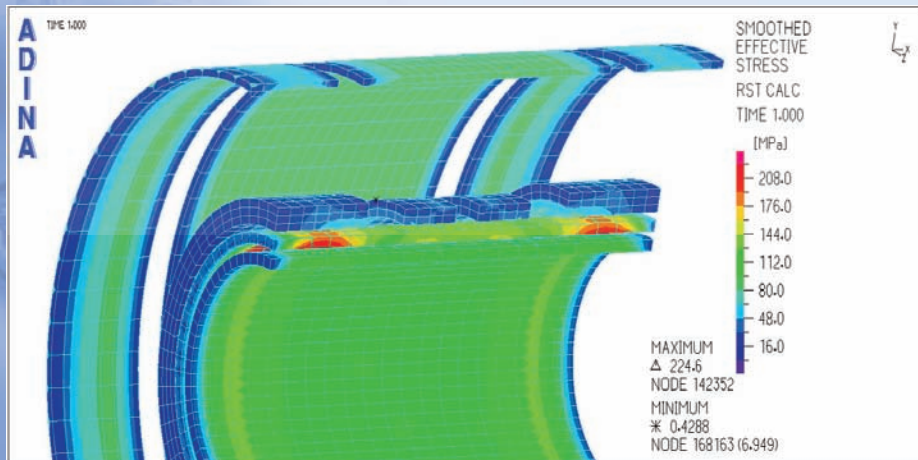 ADINA
TIME 1.000
SMOOTHED
EFFECTIVE
STRESS
RST CALC
TIME 1.000
[MPa]
208.0
176.0
144.0
112.0
80.0
48.0
16.0
MAXIMUM
Δ 224.6
NODE 142352
MINIMUM
* 0.4288
NODE 168163 (6.949)
Y
X
Z